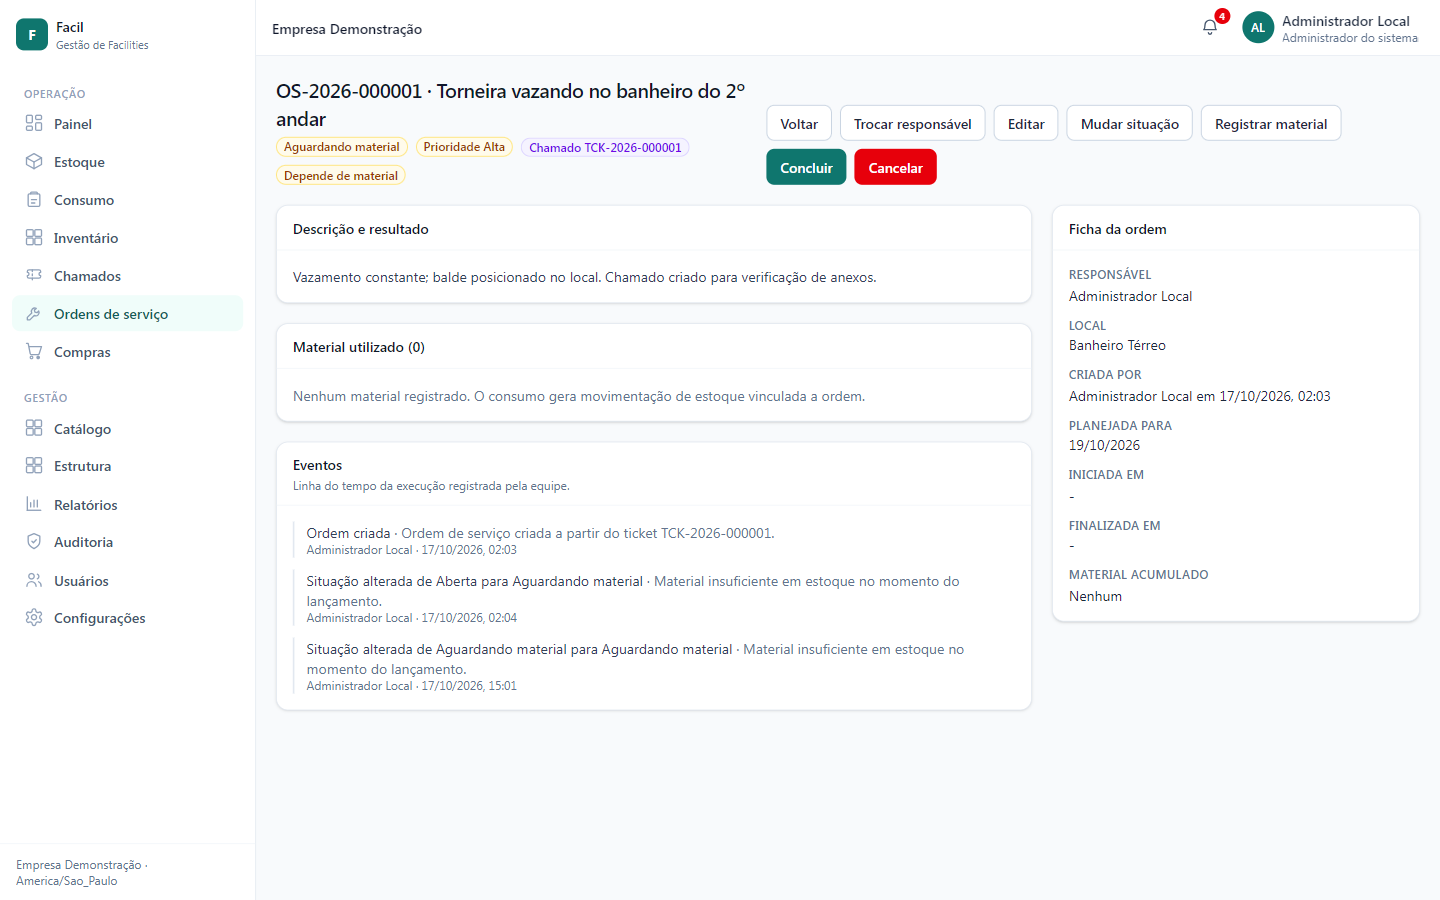 F
Facil
Gestão de Facilities
OPERAÇÃO
Painel
Estoque
Consumo
Inventário
Chamados
Ordens de serviço
Compras
GESTÃO
Catálogo
Estrutura
Relatórios
Auditoria
Usuários
Configurações
Empresa Demonstração ·
America/Sao_Paulo
Empresa Demonstração
4
AL
Administrador Local
Administrador do sistema
OS-2026-000001 · Torneira vazando no banheiro do 2º
andar
Aguardando material
Prioridade Alta
Chamado TCK-2026-000001
Depende de material
Voltar
Trocar responsável
Editar
Mudar situação
Registrar material
Concluir
Cancelar
Descrição e resultado
Vazamento constante; balde posicionado no local. Chamado criado para verificação de anexos.
Material utilizado (0)
Nenhum material registrado. O consumo gera movimentação de estoque vinculada a ordem.
Eventos
Linha do tempo da execução registrada pela equipe.
Ordem criada · Ordem de serviço criada a partir do ticket TCK-2026-000001.
Administrador Local · 17/10/2026, 02:03
Situação alterada de Aberta para Aguardando material · Material insuficiente em estoque no momento do
lançamento.
Administrador Local · 17/10/2026, 02:04
Situação alterada de Aguardando material para Aguardando material · Material insuficiente em estoque no
momento do lançamento.
Administrador Local · 17/10/2026, 15:01
Ficha da ordem
RESPONSÁVEL
Administrador Local
LOCAL
Banheiro Térreo
CRIADA POR
Administrador Local em 17/10/2026, 02:03
PLANEJADA PARA
19/10/2026
INICIADA EM
-
FINALIZADA EM
-
MATERIAL ACUMULADO
Nenhum